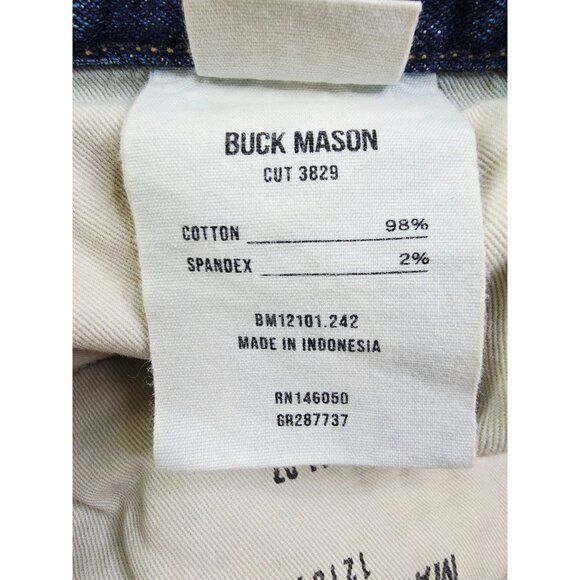 BUCK MASON
CUT 3829
COTTON 98%
SPANDEX 2%
BM12101.242
MADE IN INDONESIA
RN146050
GR287737